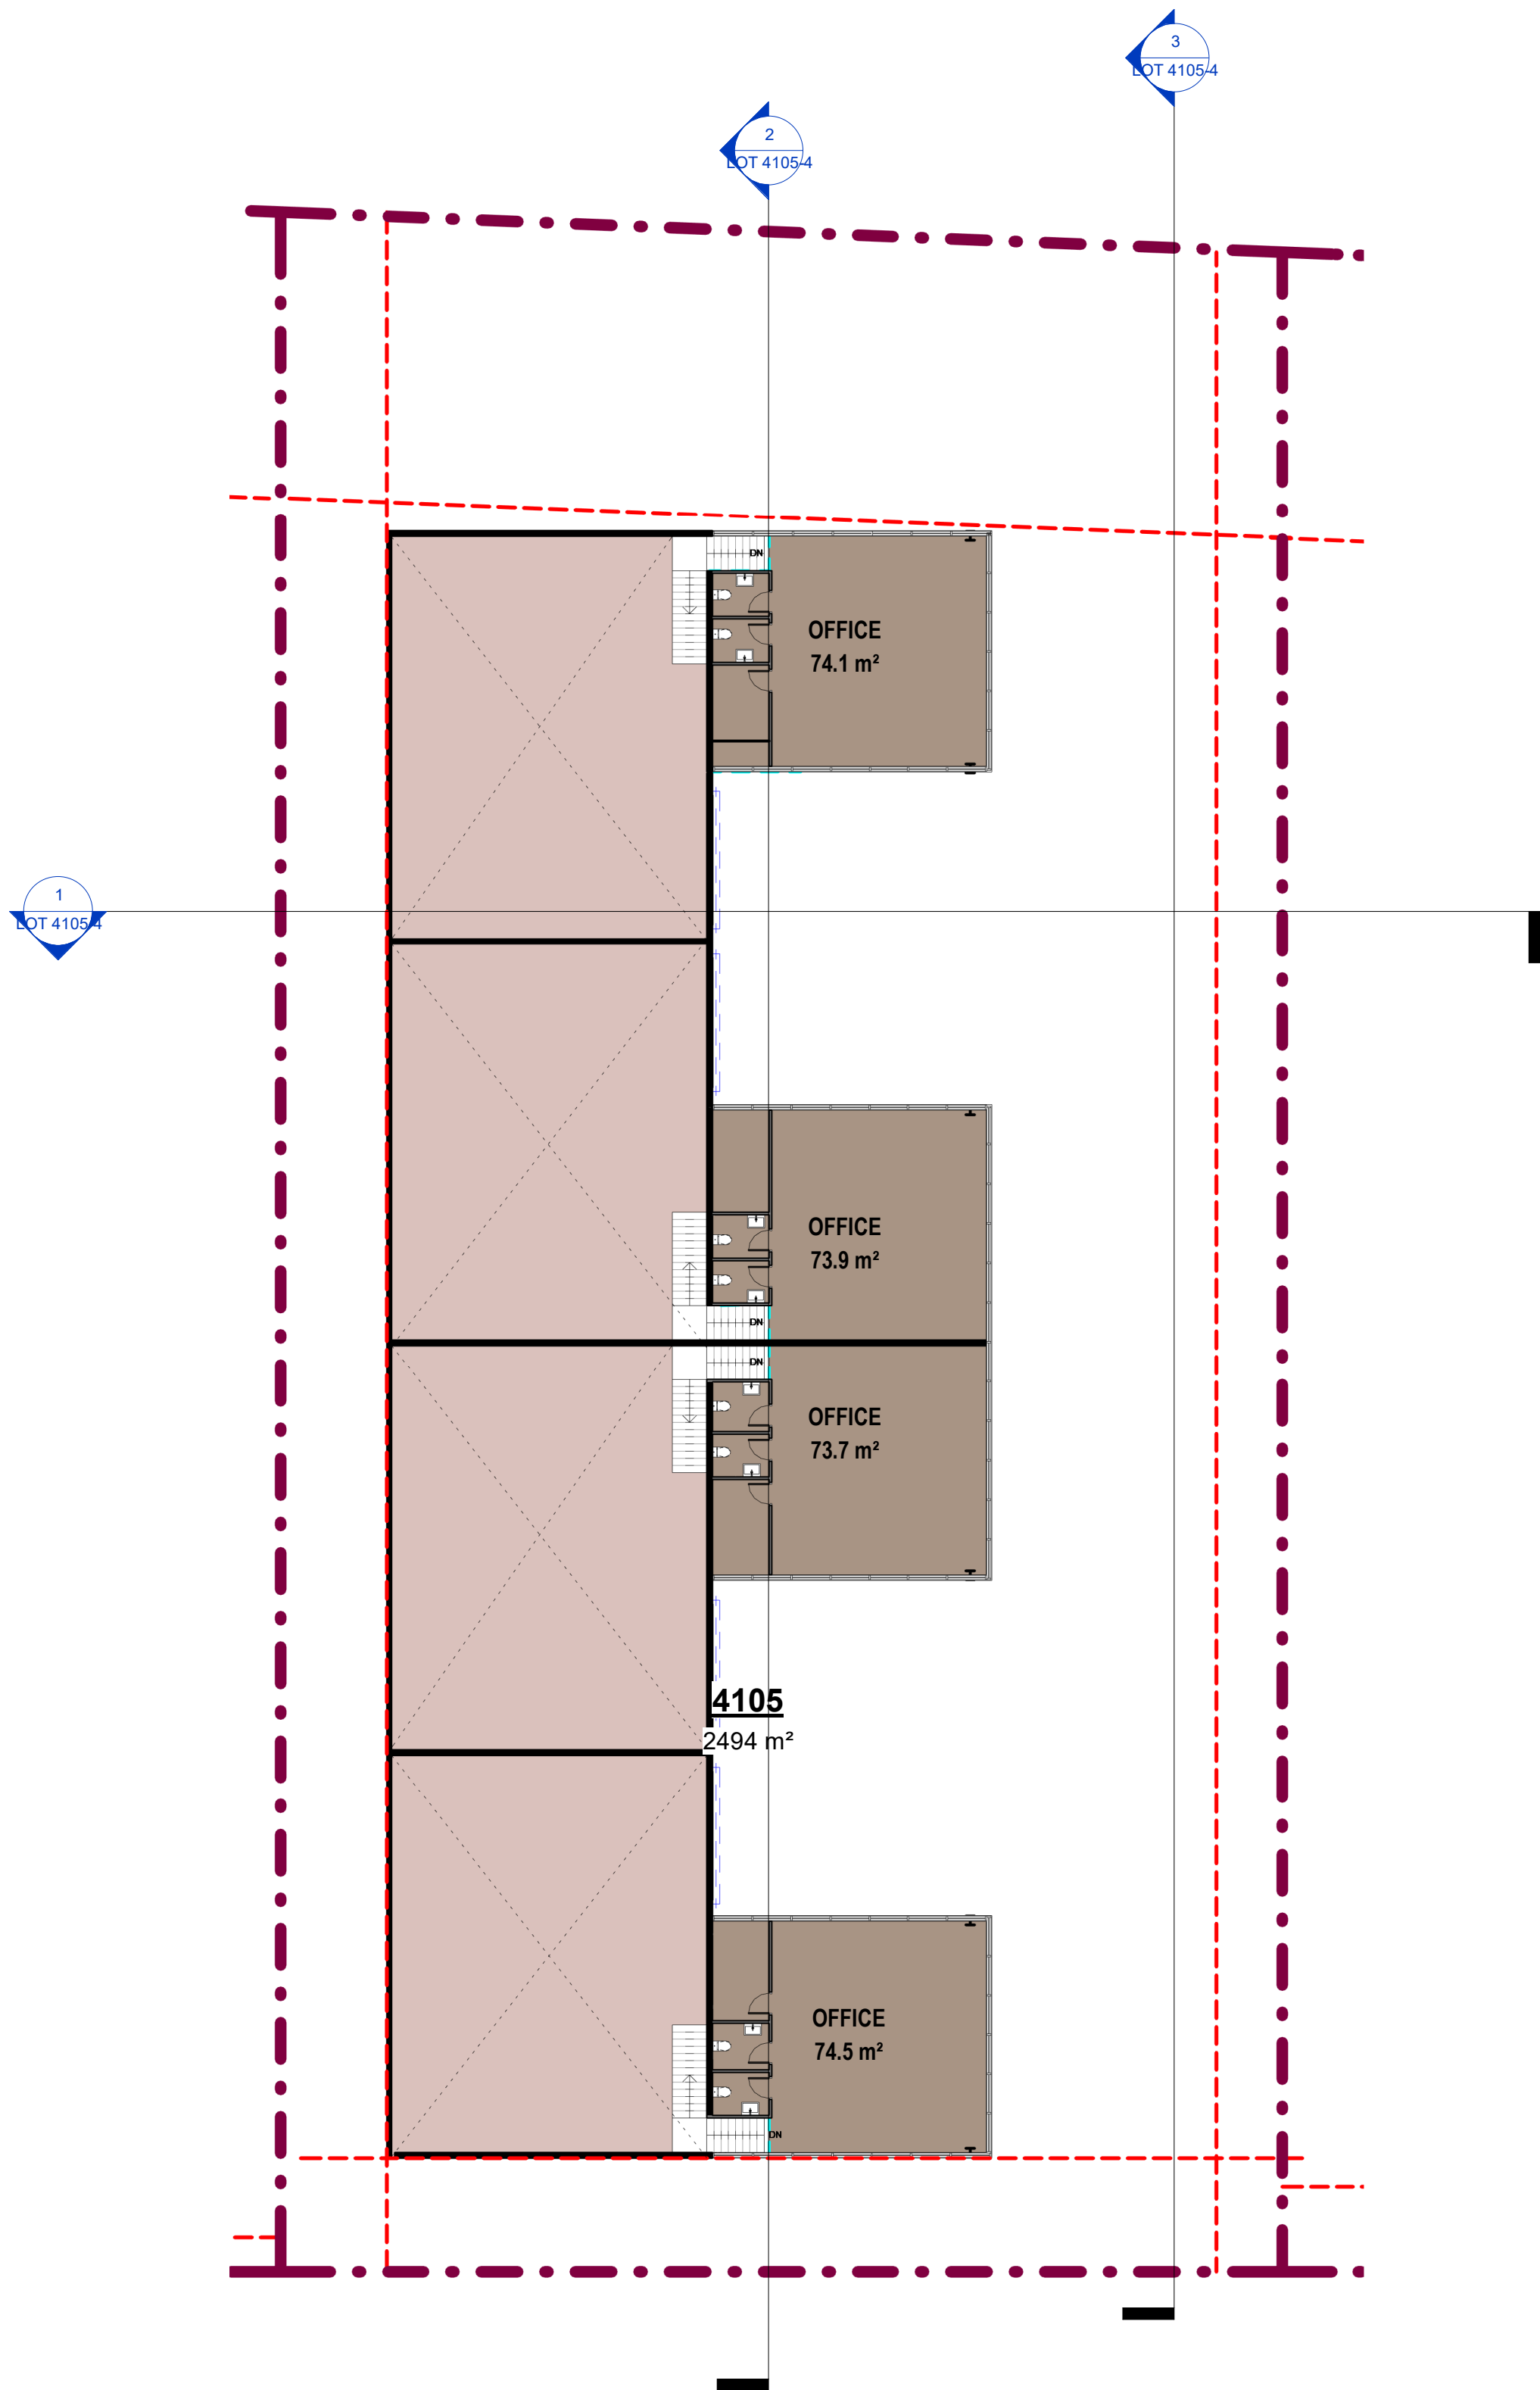 3
LOT 4105-4
2
LOT 4105-4
DN
OFFICE
74.1 m²
1
LOT 4105-4
OFFICE
73.9 m²
DN
DN
OFFICE
73.7 m²
4105
2494 m²
OFFICE
74.5 m²
DN